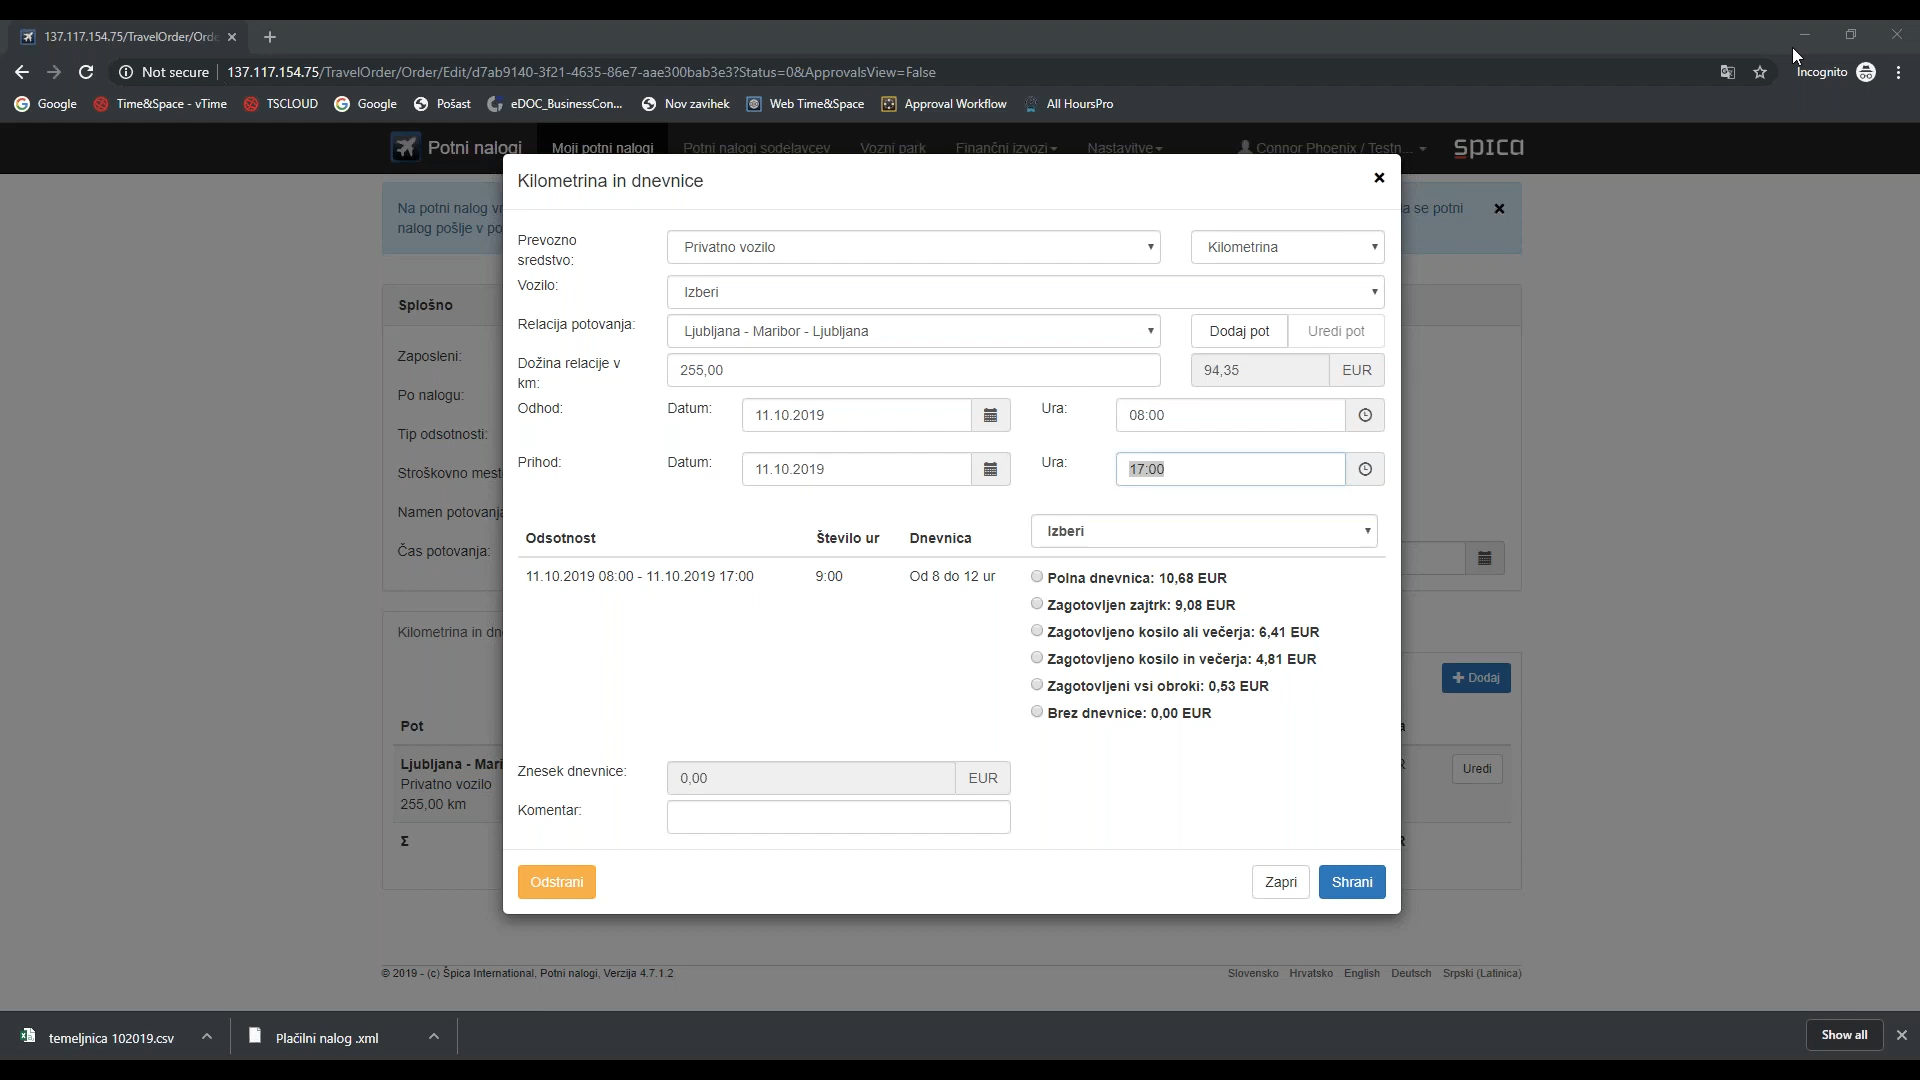 137.117.154.75/TravelOrder/Orde
Incognito
Not secure 137.117.154.75/TravelOrder/Order/Edit/d7ab9140-3f21-4635-86e7-aae300bab3e3?Status=0&ApprovalsView=False
Google Time&Space - vTime TSCLOUD Google Pošast eDOC_BusinessCon... Nov zavihek Web Time&Space Approval Workflow All HoursPro
Potni nalogi Moji potni nalogi Potni nalogi sodelavcev Vozni park Finančni izvozi Nastavitve Connor Phoenix / Testn... spica
Kilometrina in dnevnice
Na potni nalog
nalog pošlje v
se potni
Prevozno
sredstvo: Privatno vozilo Kilometrina
Vozilo: Izberi
Splošno
Relacija potovanja: Ljubljana - Maribor - Ljubljana Dodaj pot Uredi pot
Zaposleni:
Dožina relacije v
km: 255,00 94,35 EUR
Po nalogu:
Odhod: Datum: 11.10.2019 Ura: 08:00
Tip odsotnosti:
Prihod: Datum: 11.10.2019 Ura: 17:00
Stroškovno mest
Namen potovanja
Čas potovanja:
Odsotnost Število ur Dnevnica Izberi
11.10.2019 08:00 - 11.10.2019 17:00 9:00 Od 8 do 12 ur Polna dnevnica: 10,68 EUR
Zagotovljen zajtrk: 9,08 EUR
Zagotovljeno kosilo ali večerja: 6,41 EUR
Zagotovljeno kosilo in večerja: 4,81 EUR
Zagotovljeni vsi obroki: 0,53 EUR
Brez dnevnice: 0,00 EUR
Kilometrina in dn
Dodaj
Pot
Ljubljana - Mari
Privatno vozilo
255,00 km
Uredi
Σ
Znesek dnevnice: 0,00 EUR
Komentar:
Odstrani Zapri Shrani
© 2019 - (c) Špica International, Potni nalogi, Verzija 4.7.1.2 Slovensko Hrvatsko English Deutsch Srpski (Latinica)
temeljnica 102019.csv Plačilni nalog .xml Show all